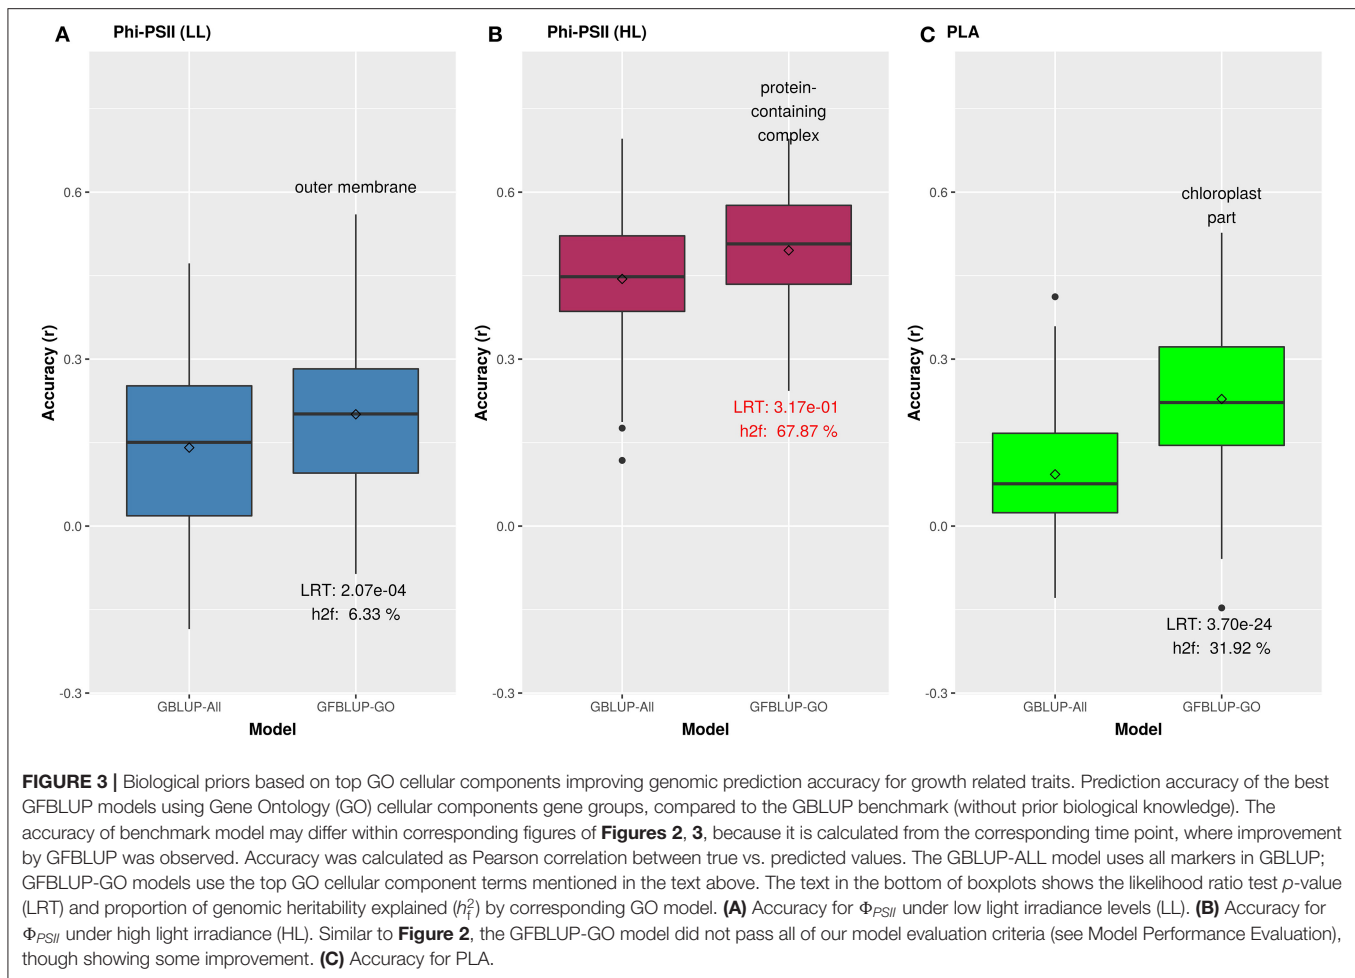 A Phi-PSII (LL)
Accuracy (r)
0.6
0.3
0.0
-0.3
outer membrane
LRT: 2.07e-04
h2f: 6.33 %
GBLUP-All GFBLUP-GO
Model
B Phi-PSII (HL)
Accuracy (r)
0.6
0.3
0.0
-0.3
protein-
containing
complex
LRT: 3.17e-01
h2f: 67.87 %
GBLUP-All GFBLUP-GO
Model
C PLA
Accuracy (r)
0.6
0.3
0.0
-0.3
chloroplast
part
LRT: 3.70e-24
h2f: 31.92 %
GBLUP-All GFBLUP-GO
Model
FIGURE 3 | Biological priors based on top GO cellular components improving genomic prediction accuracy for growth related traits. Prediction accuracy of the best
GFBLUP models using Gene Ontology (GO) cellular components gene groups, compared to the GBLUP benchmark (without prior biological knowledge). The
accuracy of benchmark model may differ within corresponding figures of Figures 2, 3, because it is calculated from the corresponding time point, where improvement
by GFBLUP was observed. Accuracy was calculated as Pearson correlation between true vs. predicted values. The GBLUP-ALL model uses all markers in GBLUP;
GFBLUP-GO models use the top GO cellular component terms mentioned in the text above. The text in the bottom of boxplots shows the likelihood ratio test p-value
(LRT) and proportion of genomic heritability explained (h²f) by corresponding GO model. (A) Accuracy for ΦPSII under low light irradiance levels (LL). (B) Accuracy for
ΦPSII under high light irradiance (HL). Similar to Figure 2, the GFBLUP-GO model did not pass all of our model evaluation criteria (see Model Performance Evaluation),
though showing some improvement. (C) Accuracy for PLA.